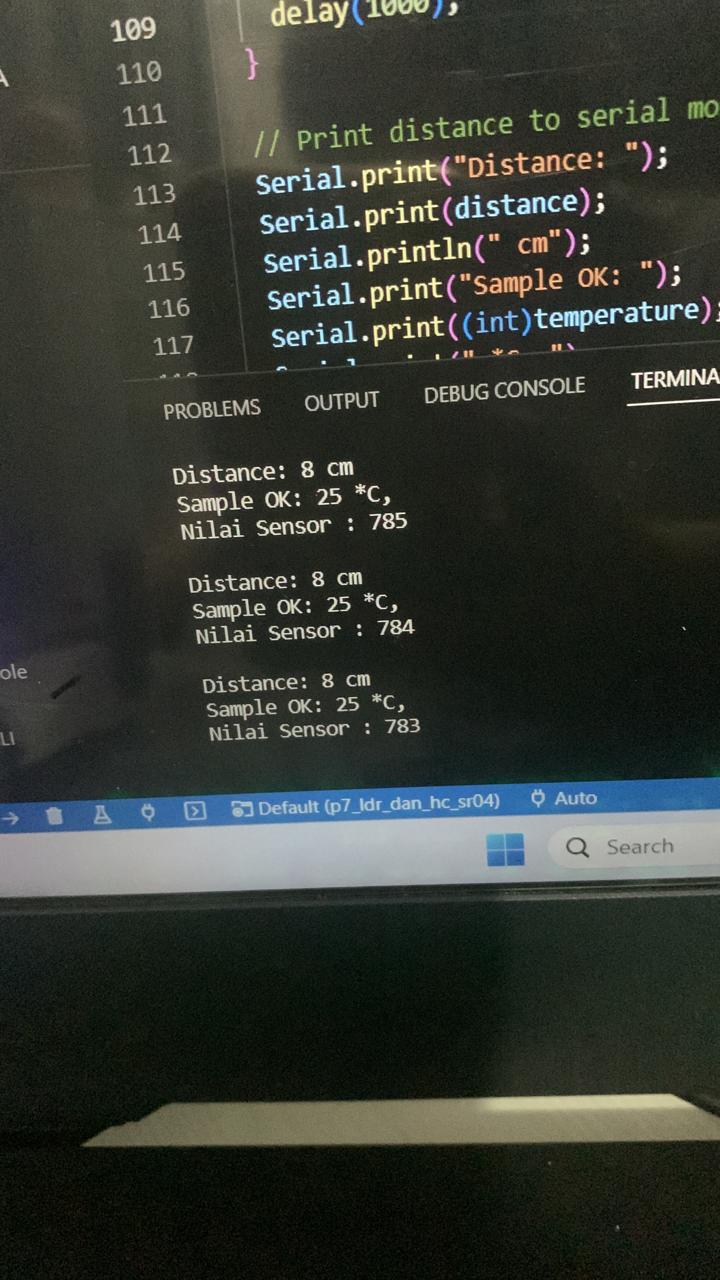 109 delay(1000);
110 }
111
112 // Print distance to serial mo
113 Serial.print("Distance: ");
114 Serial.print(distance);
115 Serial.println(" cm");
116 Serial.print("Sample OK: ");
117 Serial.print((int)temperature);
PROBLEMS OUTPUT DEBUG CONSOLE TERMINA
Distance: 8 cm
Sample OK: 25 *C,
Nilai Sensor : 785
Distance: 8 cm
Sample OK: 25 *C,
Nilai Sensor : 784
Distance: 8 cm
Sample OK: 25 *C,
Nilai Sensor : 783
ole
LI
Default (p7_ldr_dan_hc_sr04) Auto
Search